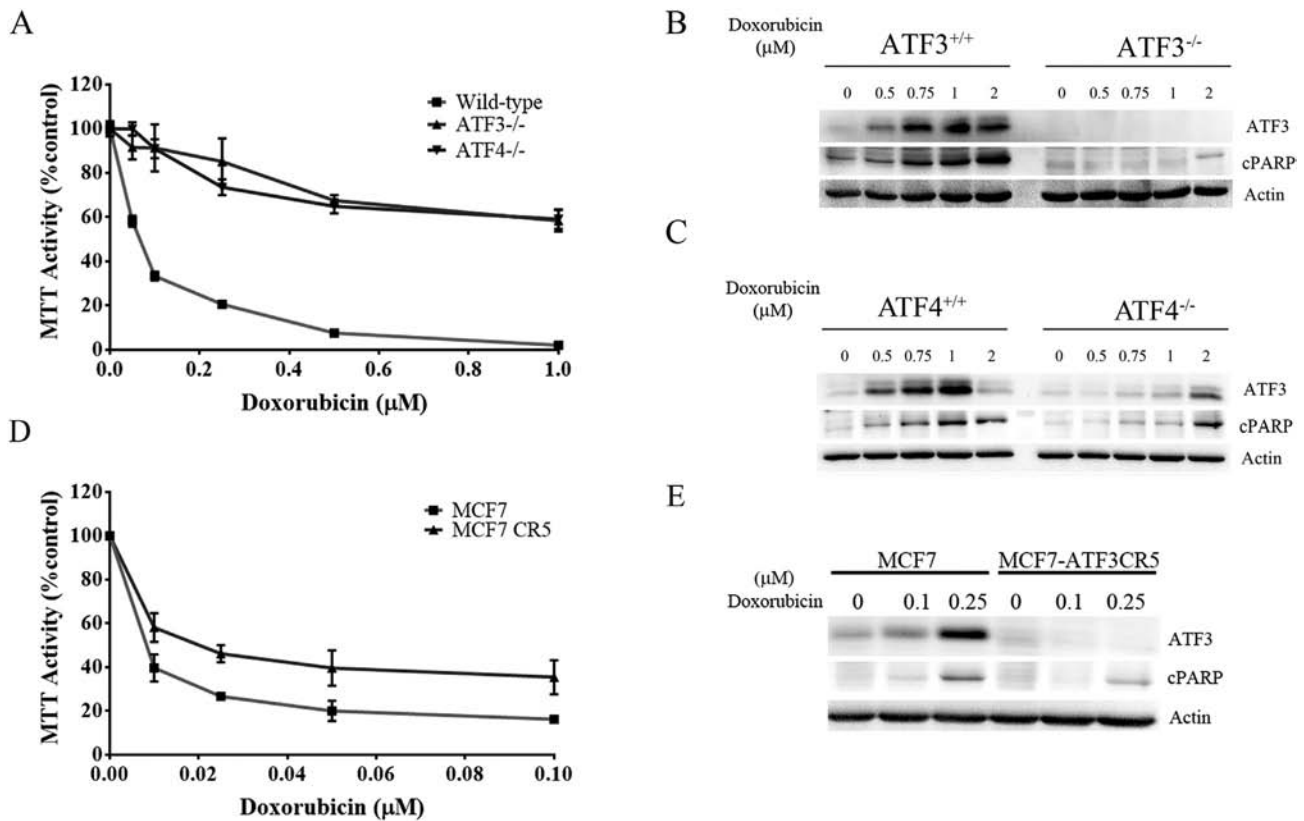 A
120
100
80
60
40
20
0
0.0 0.2 0.4 0.6 0.8 1.0
MTT Activity (%control)
Doxorubicin (μM)
Wild-type
ATF3-/-
ATF4-/-
B
Doxorubicin
(μM)
ATF3+/+ ATF3-/-
0 0.5 0.75 1 2 0 0.5 0.75 1 2
ATF3
cPARP
Actin
C
Doxorubicin
(μM)
ATF4+/+ ATF4-/-
0 0.5 0.75 1 2 0 0.5 0.75 1 2
ATF3
cPARP
Actin
D
120
100
80
60
40
20
0
0.00 0.02 0.04 0.06 0.08 0.10
MTT Activity (%control)
Doxorubicin (μM)
MCF7
MCF7 CR5
E
MCF7 MCF7-ATF3CR5
(μM)
Doxorubicin 0 0.1 0.25 0 0.1 0.25
ATF3
cPARP
Actin